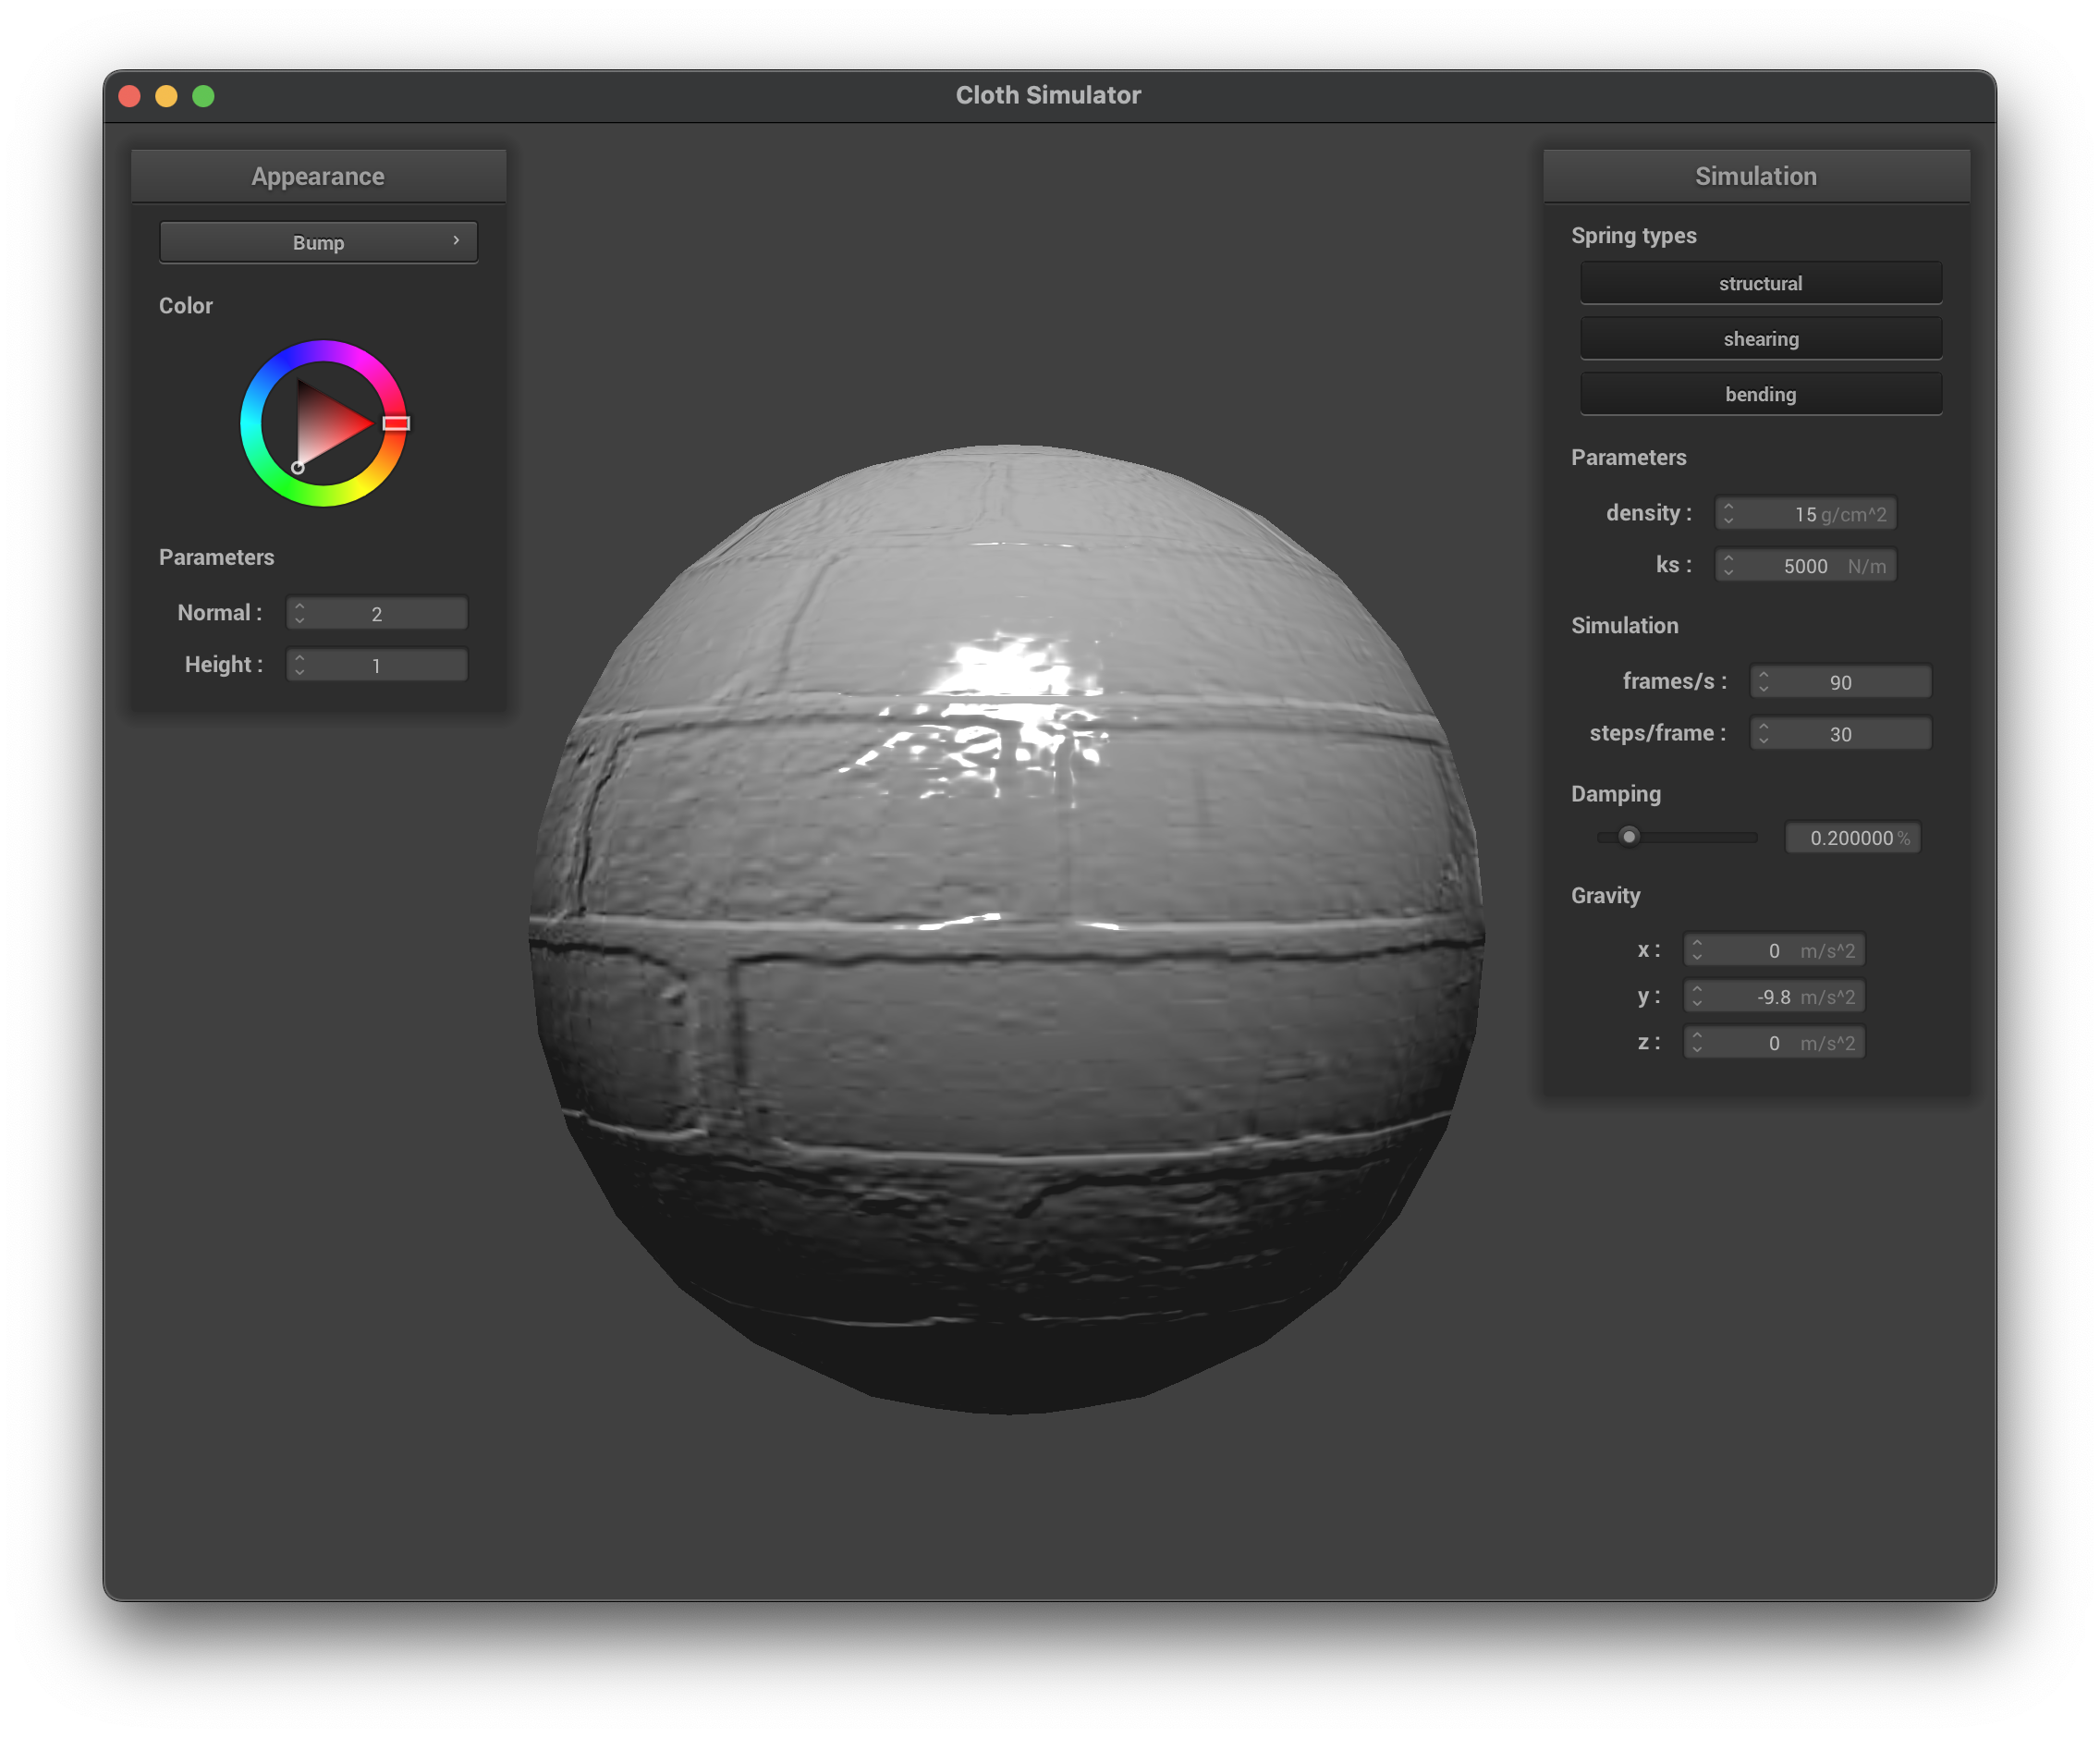 Cloth Simulator
Appearance
Bump
Color
Parameters
Normal : 2
Height : 1
Simulation
Spring types
structural
shearing
bending
Parameters
density : 15 g/cm^2
ks : 5000 N/m
Simulation
frames/s : 90
steps/frame : 30
Damping
0.200000 %
Gravity
x : 0 m/s^2
y : -9.8 m/s^2
z : 0 m/s^2